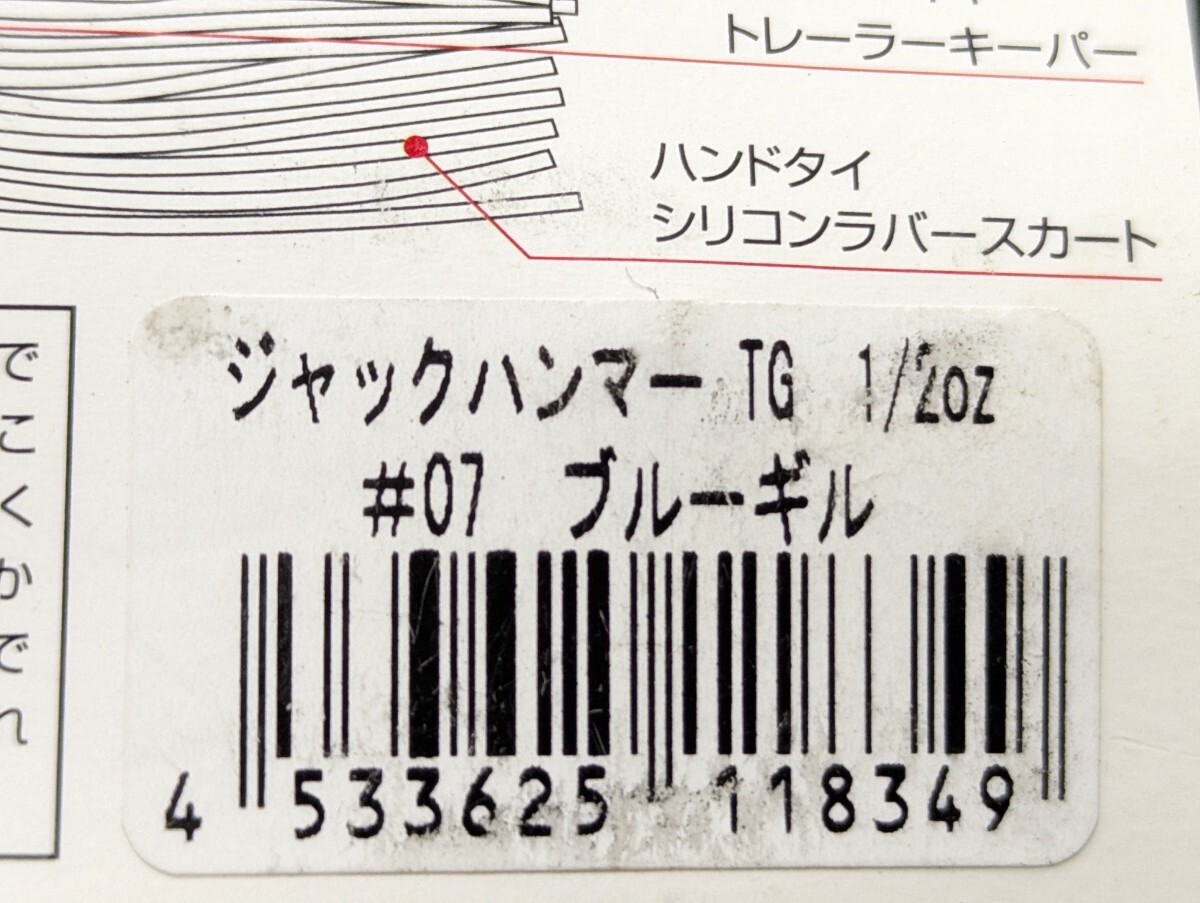 トレーラーキーパー
ハンドタイ
シリコンラバースカート
ジャックハンマー TG 1/2oz
#07 ブルーギル
4 533625 118349
で
こ
く
か
で
れ